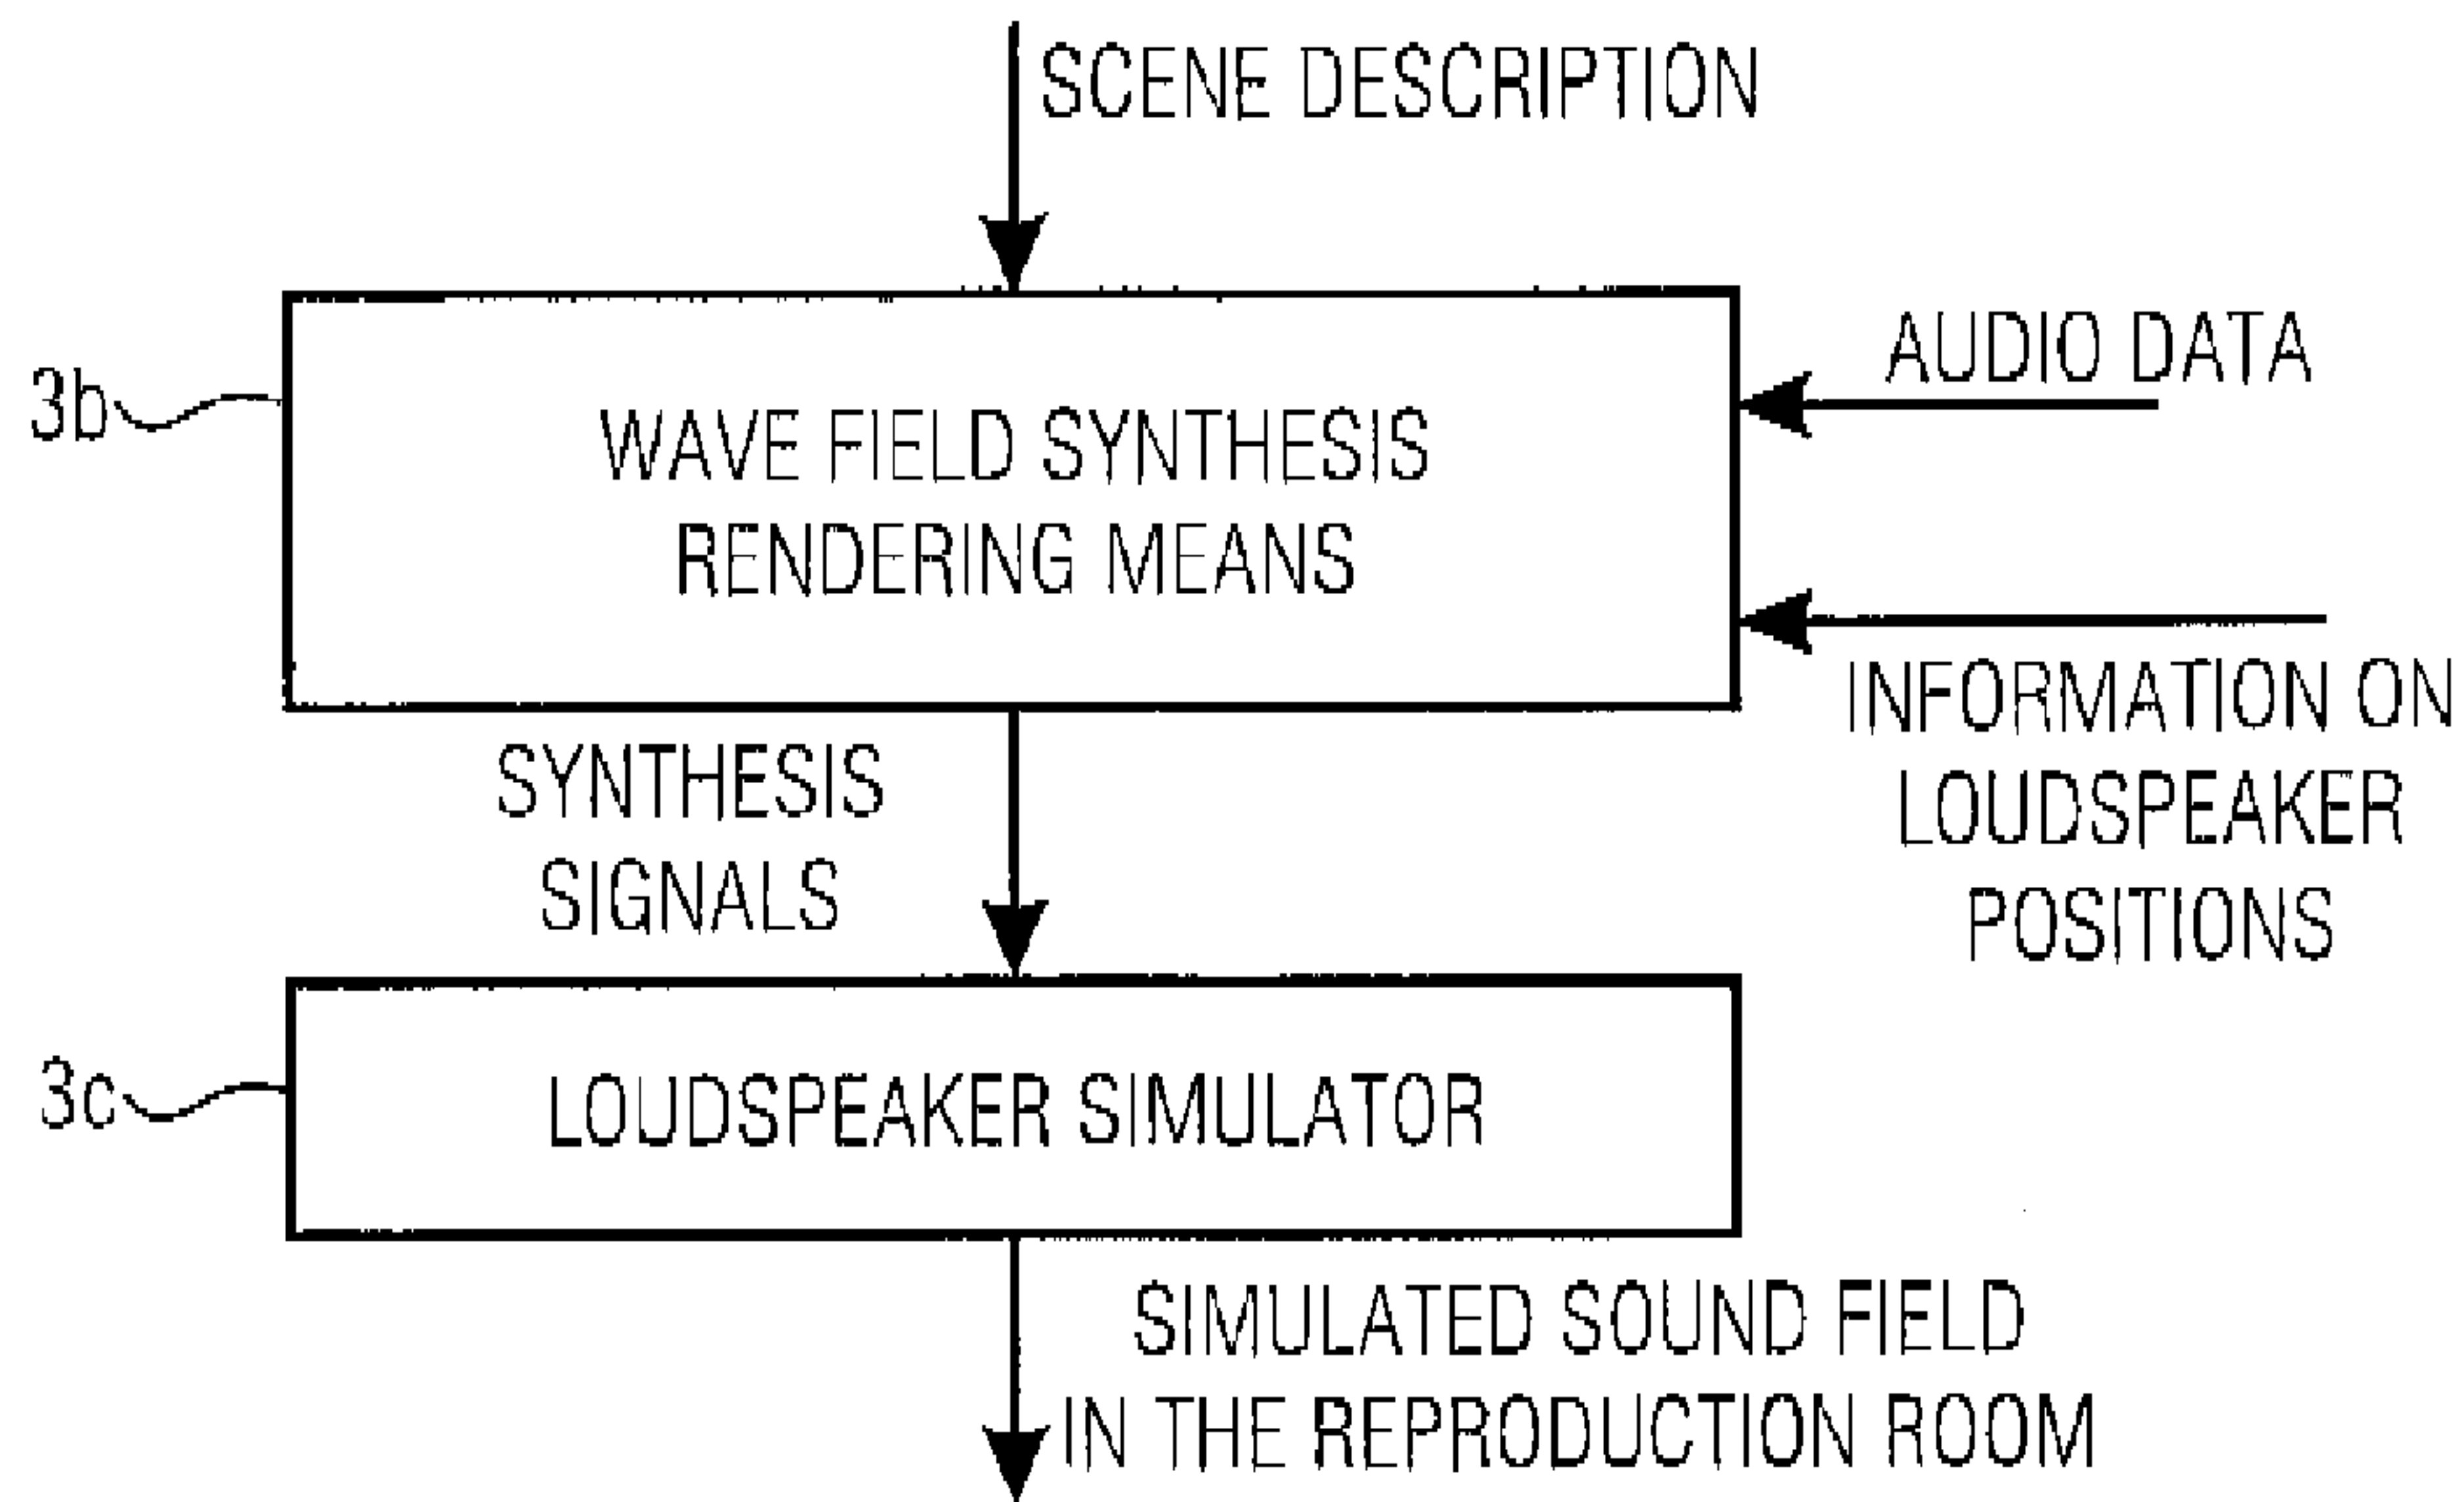 SCENE DESCRIPTION
AUDIO DATA
3b
WAVE FIELD SYNTHESIS
RENDERING MEANS
INFORMATION ON
LOUDSPEAKER
POSITIONS
SYNTHESIS
SIGNALS
3c
LOUDSPEAKER SIMULATOR
SIMULATED SOUND FIELD
IN THE REPRODUCTION ROOM